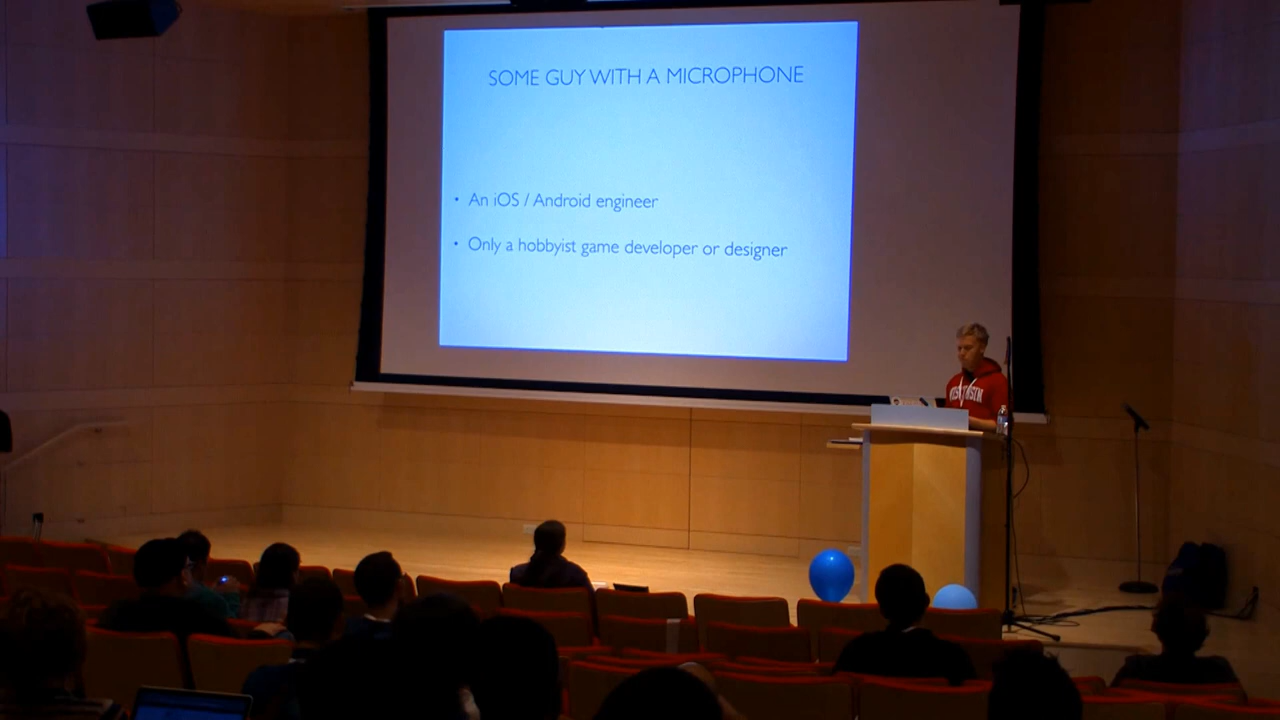 SOME GUY WITH A MICROPHONE
• An iOS / Android engineer
• Only a hobbyist game developer or designer